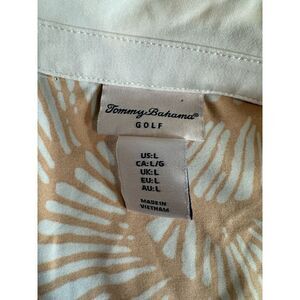 Tommy Bahama®
GOLF
US:L
CA:L/G
UK:L
EU:L
AU:L
MADE IN
VIETNAM